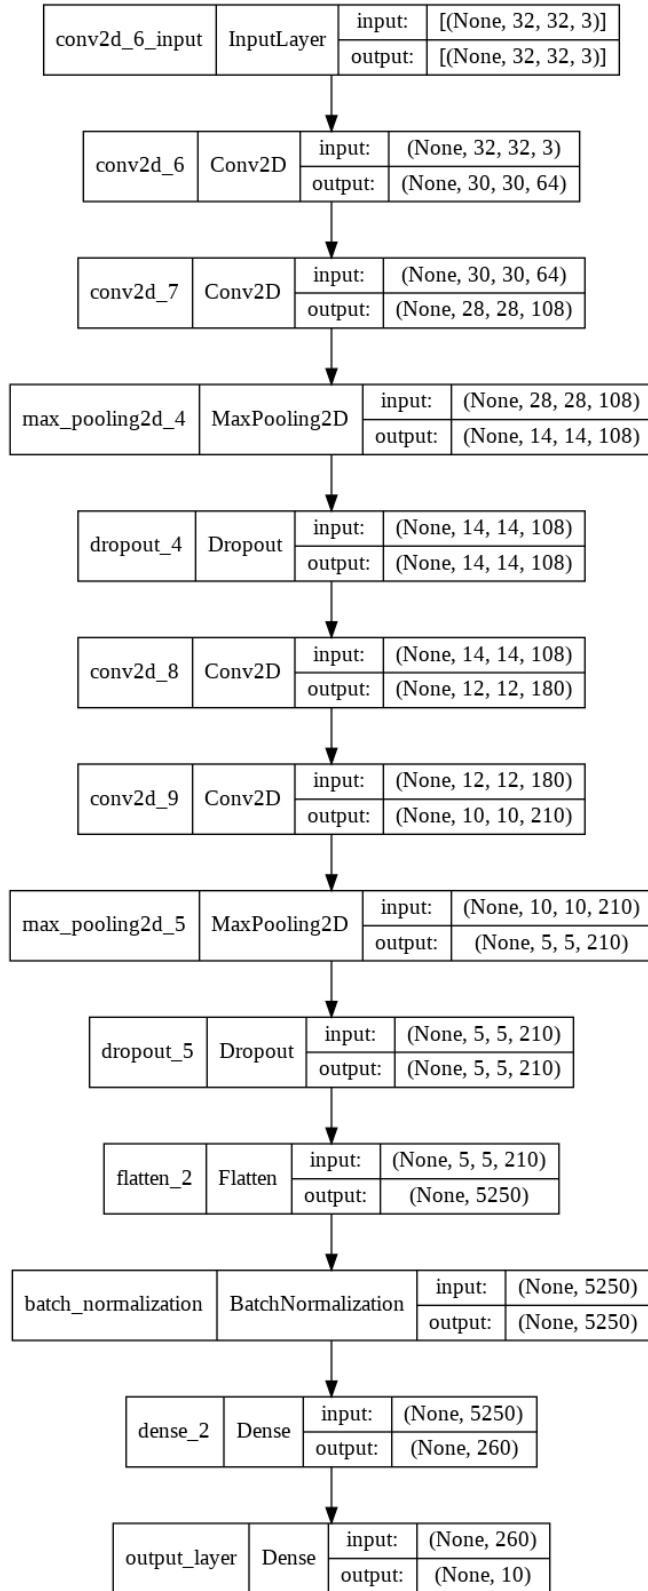 conv2d_6_input InputLayer input: [(None, 32, 32, 3)]
output: [(None, 32, 32, 3)]
conv2d_6 Conv2D input: (None, 32, 32, 3)
output: (None, 30, 30, 64)
conv2d_7 Conv2D input: (None, 30, 30, 64)
output: (None, 28, 28, 108)
max_pooling2d_4 MaxPooling2D input: (None, 28, 28, 108)
output: (None, 14, 14, 108)
dropout_4 Dropout input: (None, 14, 14, 108)
output: (None, 14, 14, 108)
conv2d_8 Conv2D input: (None, 14, 14, 108)
output: (None, 12, 12, 180)
conv2d_9 Conv2D input: (None, 12, 12, 180)
output: (None, 10, 10, 210)
max_pooling2d_5 MaxPooling2D input: (None, 10, 10, 210)
output: (None, 5, 5, 210)
dropout_5 Dropout input: (None, 5, 5, 210)
output: (None, 5, 5, 210)
flatten_2 Flatten input: (None, 5, 5, 210)
output: (None, 5250)
batch_normalization BatchNormalization input: (None, 5250)
output: (None, 5250)
dense_2 Dense input: (None, 5250)
output: (None, 260)
output_layer Dense input: (None, 260)
output: (None, 10)